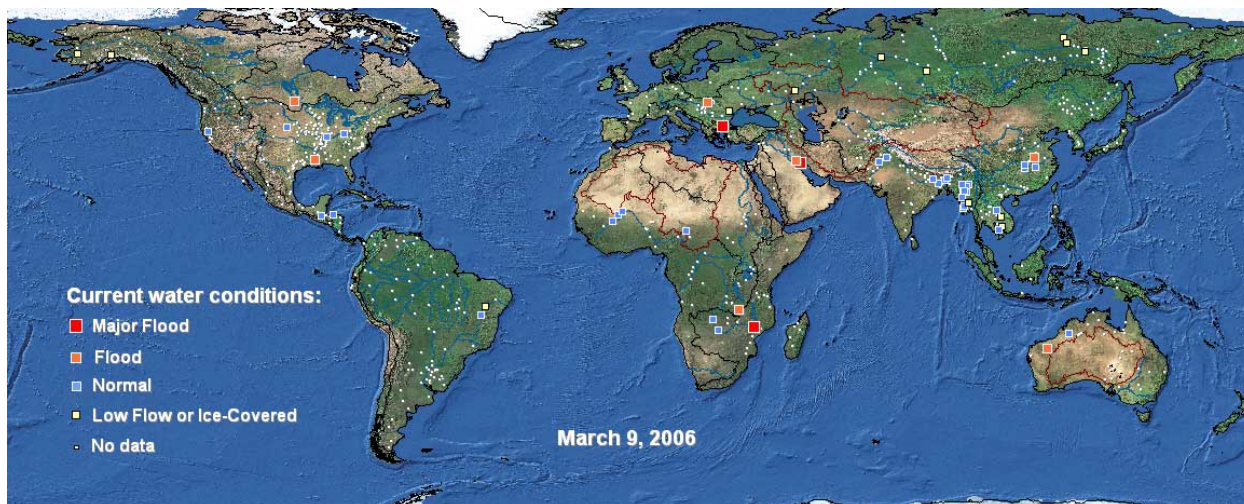 Current water conditions:
Major Flood
Flood
Normal
Low Flow or Ice-Covered
No data
March 9, 2006